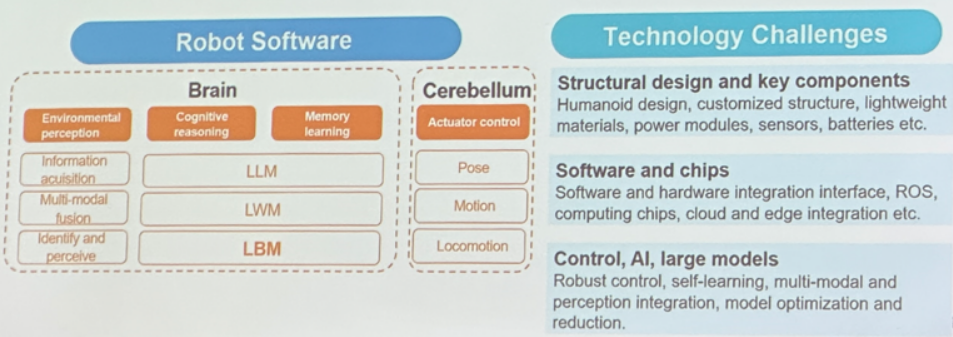 Robot Software
Brain
Environmental
perception
Cognitive
reasoning
Memory
learning
Information
acuisition
Multi-modal
fusion
Identify and
perceive
LLM
LWM
LBM
Cerebellum
Actuator control
Pose
Motion
Locomotion
Technology Challenges
Structural design and key components
Humanoid design, customized structure, lightweight
materials, power modules, sensors, batteries etc.
Software and chips
Software and hardware integration interface, ROS,
computing chips, cloud and edge integration etc.
Control, AI, large models
Robust control, self-learning, multi-modal and
perception integration, model optimization and
reduction.